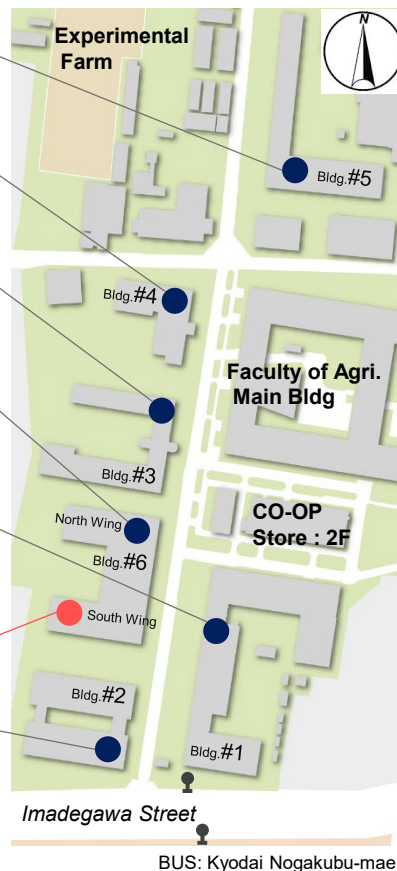 Experimental
Farm
N
Bldg.#5
Bldg.#4
Faculty of Agri.
Main Bldg
Bldg.#3
CO-OP
Store : 2F
North Wing
Bldg.#6
South Wing
Bldg.#2
Bldg.#1
Imadegawa Street
BUS: Kyodai Nogakubu-mae